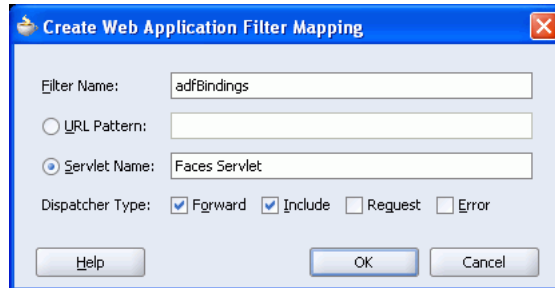 Create Web Application Filter Mapping
Filter Name: adfBindings
URL Pattern:
Servlet Name: Faces Servlet
Dispatcher Type: Forward Include Request Error
Help OK Cancel